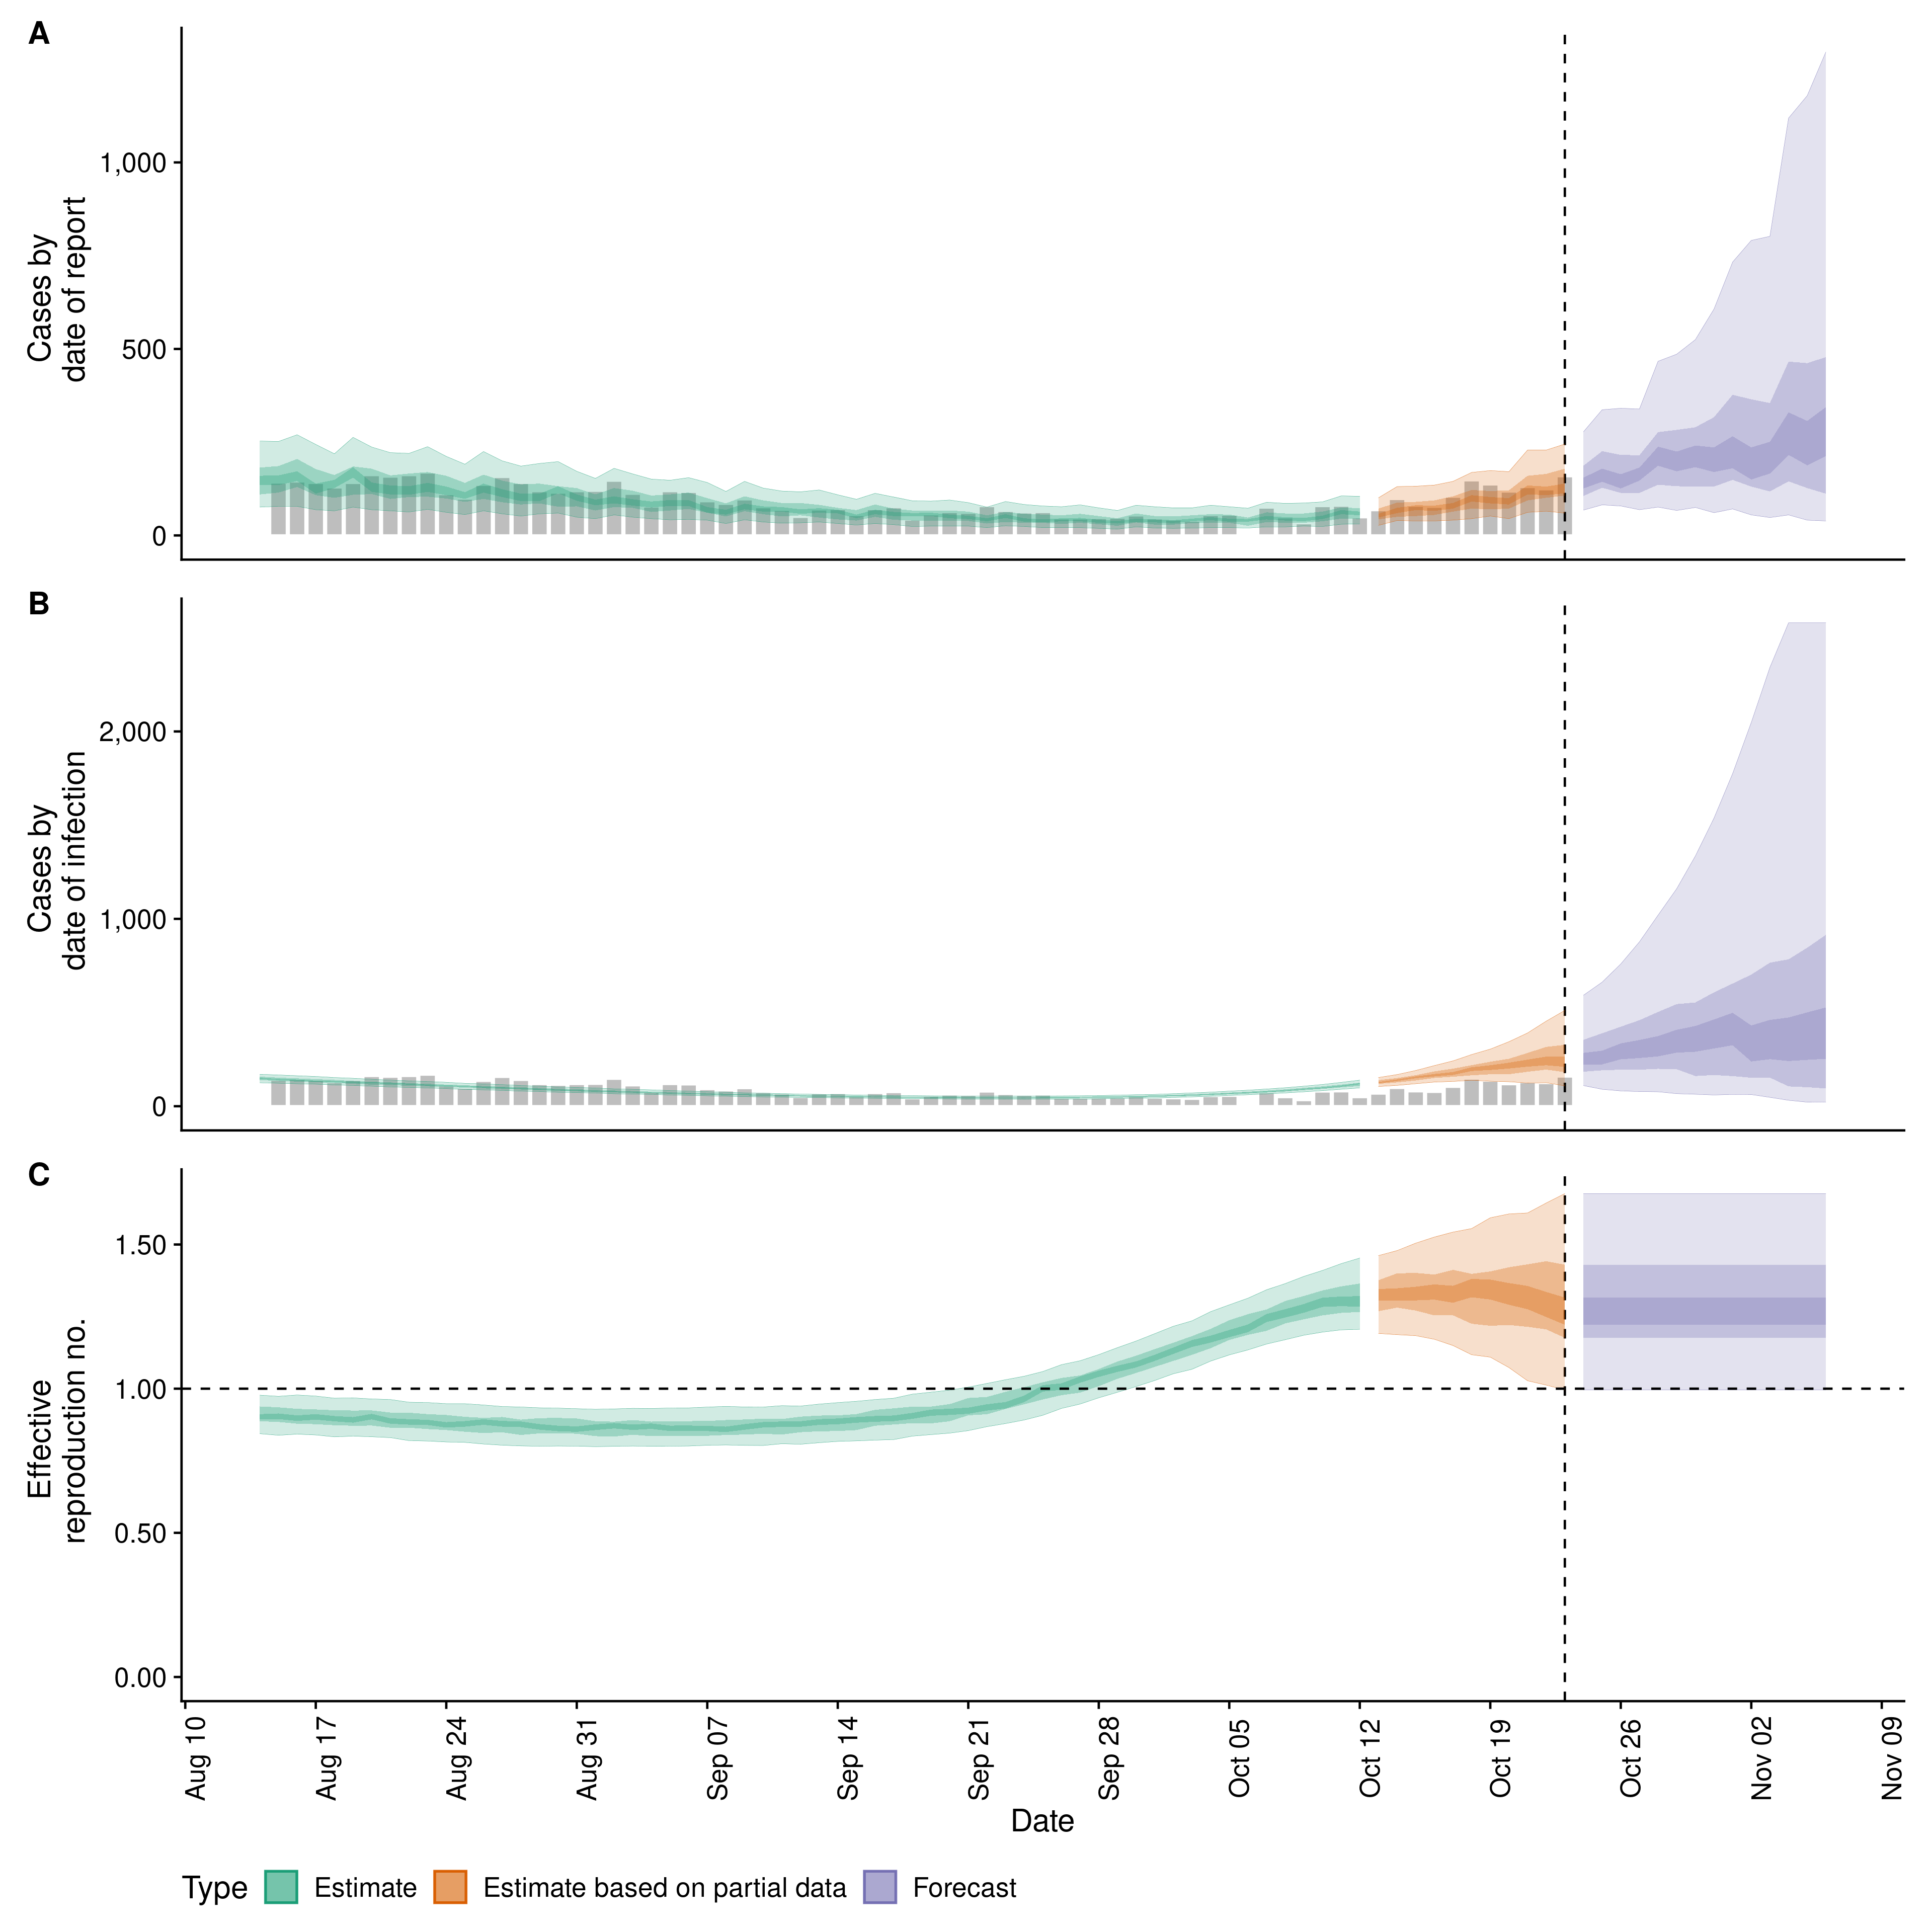 A
Cases by
date of report
1,000
500
0
B
Cases by
date of infection
2,000
1,000
0
C
Effective
reproduction no.
1.50
1.00
0.50
0.00
Aug 10
Aug 17
Aug 24
Aug 31
Sep 07
Sep 14
Sep 21
Sep 28
Oct 05
Oct 12
Oct 19
Oct 26
Nov 02
Nov 09
Date
Type Estimate Estimate based on partial data Forecast